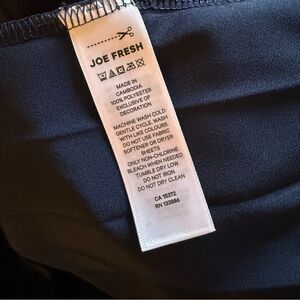 JOE FRESH
MADE IN
CAMBODIA
100% POLYESTER
EXCLUSIVE OF
DECORATION
MACHINE WASH COLD
GENTLE CYCLE. WASH
WITH LIKE COLOURS.
DO NOT USE FABRIC
SOFTENER OR DRYER
SHEETS
ONLY NON-CHLORINE
BLEACH WHEN NEEDED
TUMBLE DRY LOW
DO NOT IRON
DO NOT DRY CLEAN
CA 15372
RN 133986